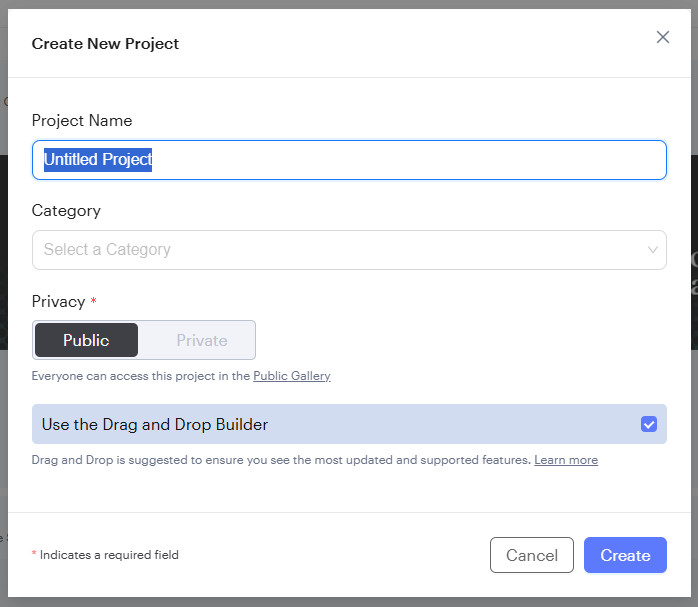 Create New Project
Project Name
Untitled Project
Category
Select a Category
Privacy *
Public Private
Everyone can access this project in the Public Gallery
Use the Drag and Drop Builder
Drag and Drop is suggested to ensure you see the most updated and supported features. Learn more
* Indicates a required field
Cancel Create